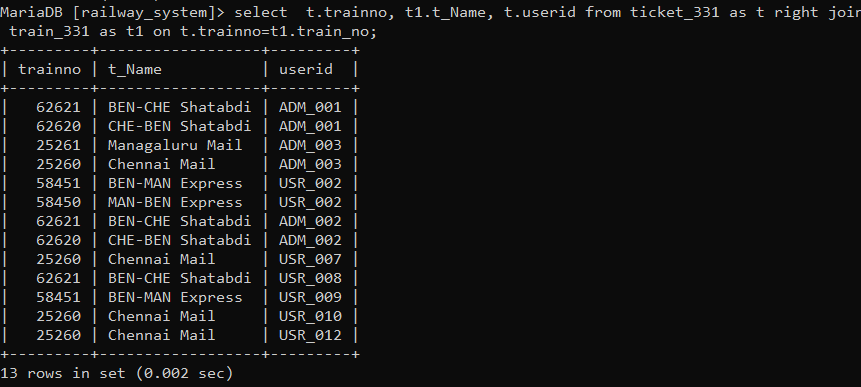 MariaDB [railway_system]> select  t.trainno, t1.t_Name, t.userid from ticket_331 as t right join
 train_331 as t1 on t.trainno=t1.train_no;
+---------+------------------+---------+
| trainno | t_Name           | userid  |
+---------+------------------+---------+
|   62621 | BEN-CHE Shatabdi | ADM_001 |
|   62620 | CHE-BEN Shatabdi | ADM_001 |
|   25261 | Managaluru Mail  | ADM_003 |
|   25260 | Chennai Mail     | ADM_003 |
|   58451 | BEN-MAN Express  | USR_002 |
|   58450 | MAN-BEN Express  | USR_002 |
|   62621 | BEN-CHE Shatabdi | ADM_002 |
|   62620 | CHE-BEN Shatabdi | ADM_002 |
|   25260 | Chennai Mail     | USR_007 |
|   62621 | BEN-CHE Shatabdi | USR_008 |
|   58451 | BEN-MAN Express  | USR_009 |
|   25260 | Chennai Mail     | USR_010 |
|   25260 | Chennai Mail     | USR_012 |
+---------+------------------+---------+
13 rows in set (0.002 sec)